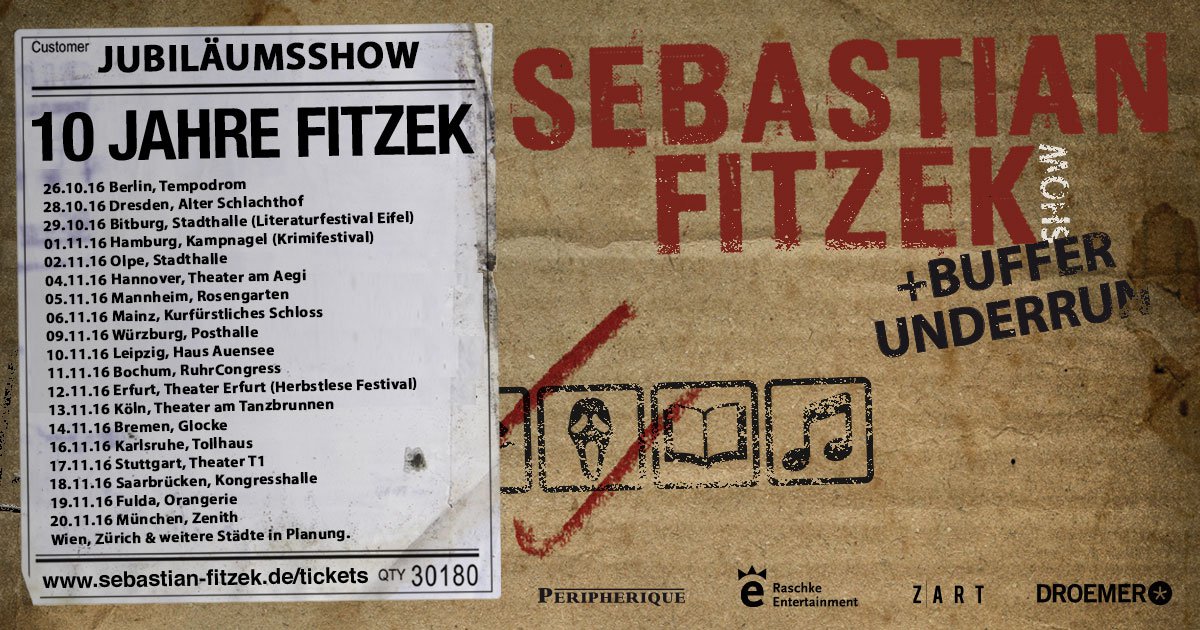 Customer JUBILÄUMSSHOW
10 JAHRE FITZEK
26.10.16 Berlin, Tempodrom
28.10.16 Dresden, Alter Schlachthof
29.10.16 Bitburg, Stadthalle (Literaturfestival Eifel)
01.11.16 Hamburg, Kampnagel (Krimifestival)
02.11.16 Olpe, Stadthalle
04.11.16 Hannover, Theater am Aegi
05.11.16 Mannheim, Rosengarten
06.11.16 Mainz, Kurfürstliches Schloss
09.11.16 Würzburg, Posthalle
10.11.16 Leipzig, Haus Auensee
11.11.16 Bochum, RuhrCongress
12.11.16 Erfurt, Theater Erfurt (Herbstlese Festival)
13.11.16 Köln, Theater am Tanzbrunnen
14.11.16 Bremen, Glocke
16.11.16 Karlsruhe, Tollhaus
17.11.16 Stuttgart, Theater T1
18.11.16 Saarbrücken, Kongresshalle
19.11.16 Fulda, Orangerie
20.11.16 München, Zenith
Wien, Zürich & weitere Städte in Planung.
www.sebastian-fitzek.de/tickets QTY 30180
SEBASTIAN
FITZEK
SHOW
+BUFFER
UNDERRUN
PERIPHERIQUE
e Raschke
Entertainment
Z|ART
DROEMER